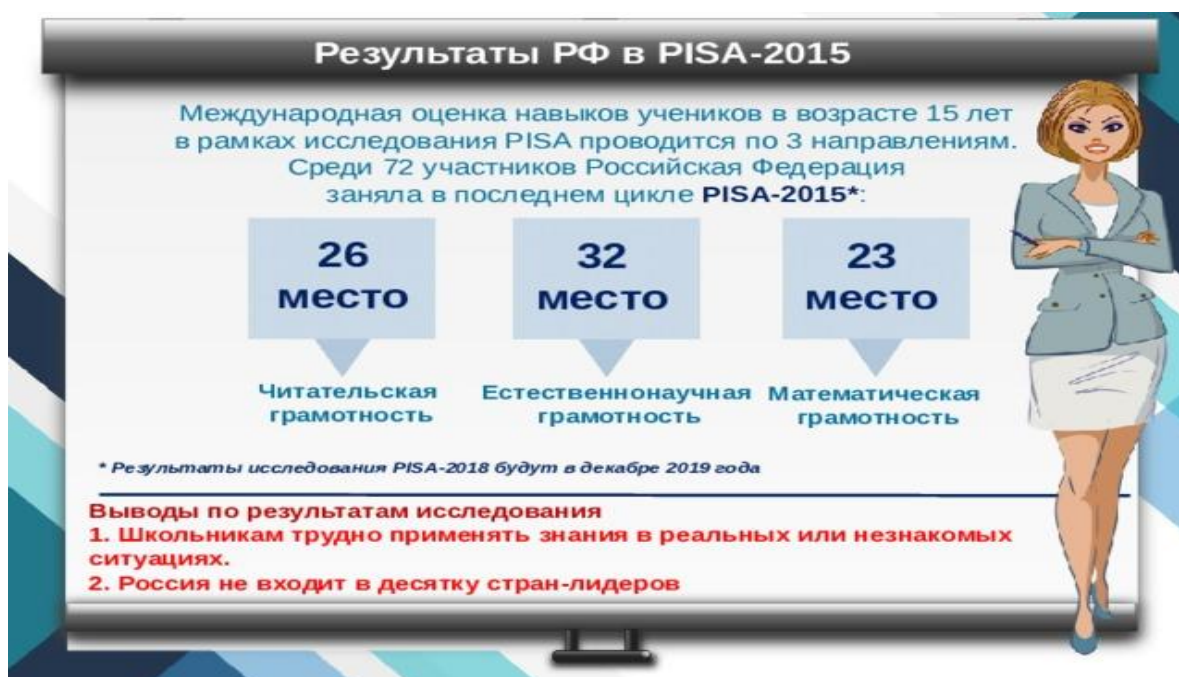 Результаты РФ в PISA-2015
Международная оценка навыков учеников в возрасте 15 лет
в рамках исследования PISA проводится по 3 направлениям.
Среди 72 участников Российская Федерация
заняла в последнем цикле PISA-2015*:
26
место
32
место
23
место
Читательская
грамотность
Естественнонаучная
грамотность
Математическая
грамотность
* Результаты исследования PISA-2018 будут в декабре 2019 года
Выводы по результатам исследования
1. Школьникам трудно применять знания в реальных или незнакомых
ситуациях.
2. Россия не входит в десятку стран-лидеров